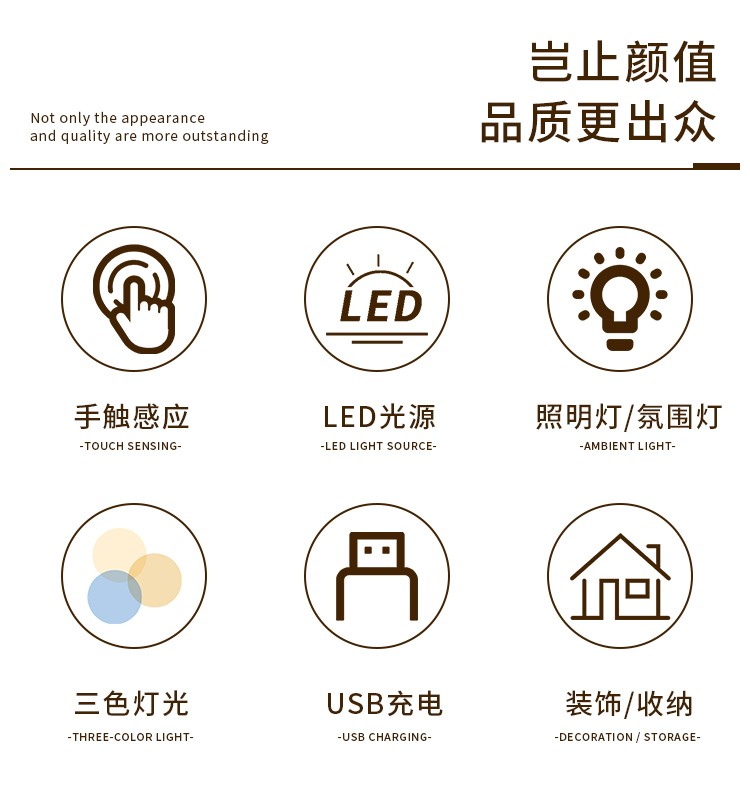 岂止颜值
品质更出众
Not only the appearance
and quality are more outstanding
LED
手触感应
-TOUCH SENSING-
LED光源
-LED LIGHT SOURCE-
照明灯/氛围灯
-AMBIENT LIGHT-
三色灯光
-THREE-COLOR LIGHT-
USB充电
-USB CHARGING-
装饰/收纳
-DECORATION / STORAGE-